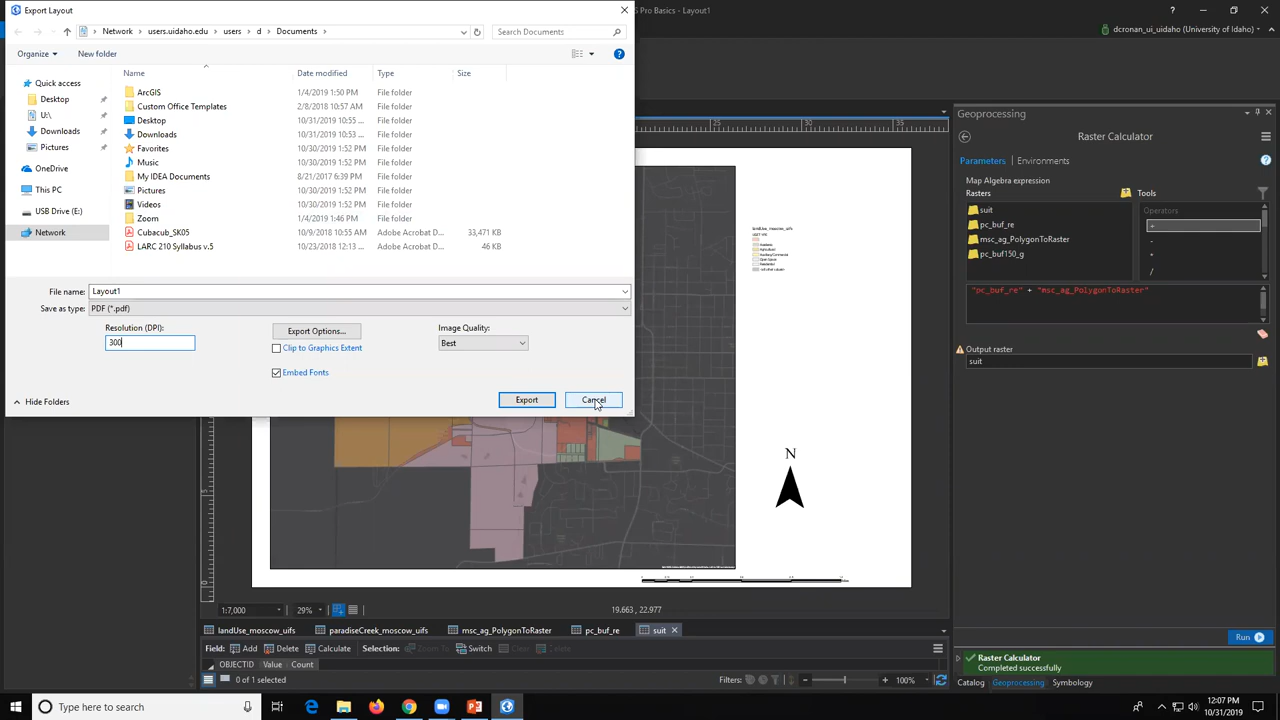 Export Layout
S Pro Basics - Layout1
Network > users.uidaho.edu > users > d > Documents >
Search Documents
dcronan_ui_uidaho (University of Idaho)
Organize
New folder
Name
Date modified
Type
Size
Quick access
Desktop
U:\
Downloads
Pictures
OneDrive
This PC
USB Drive (E:)
Network
ArcGIS 1/4/2019 1:50 PM File folder
Custom Office Templates 2/8/2018 10:57 AM File folder
Desktop 10/31/2019 10:55 ... File folder
Downloads 10/31/2019 10:53 ... File folder
Favorites 10/30/2019 1:52 PM File folder
Music 10/30/2019 1:52 PM File folder
My IDEA Documents 8/21/2017 6:39 PM File folder
Pictures 10/30/2019 1:52 PM File folder
Videos 10/30/2019 1:52 PM File folder
Zoom 1/4/2019 1:46 PM File folder
Cubacub_SK05 10/9/2018 10:55 AM Adobe Acrobat D... 33,471 KB
LARC 210 Syllabus v.5 10/23/2018 12:13 ... Adobe Acrobat D... 46 KB
File name: Layout1
Save as type: PDF (*.pdf)
Resolution (DPI):
300
Export Options...
Clip to Graphics Extent
Embed Fonts
Image Quality:
Best
Hide Folders
Export
Cancel
25
35
landUse_moscow_uifs
N
1:7,000
29%
19.663 , 22.977
landUse_moscow_uifs
paradiseCreek_moscow_uifs
msc_ag_PolygonToRaster
pc_buf_re
suit
Field: Add Delete Calculate Selection: Zoom To Switch Clear Delete
OBJECTID Value Count
0 of 1 selected
Filters:
100%
Geoprocessing
Raster Calculator
Parameters Environments
Map Algebra expression
Rasters
Tools
suit
pc_buf_re
msc_ag_PolygonToRaster
pc_buf150_g
Operators
+
-
*
/
"pc_buf_re" + "msc_ag_PolygonToRaster"
Output raster
suit
Run
Raster Calculator
Completed successfully
Catalog Geoprocessing Symbology
Type here to search
12:07 PM
10/31/2019